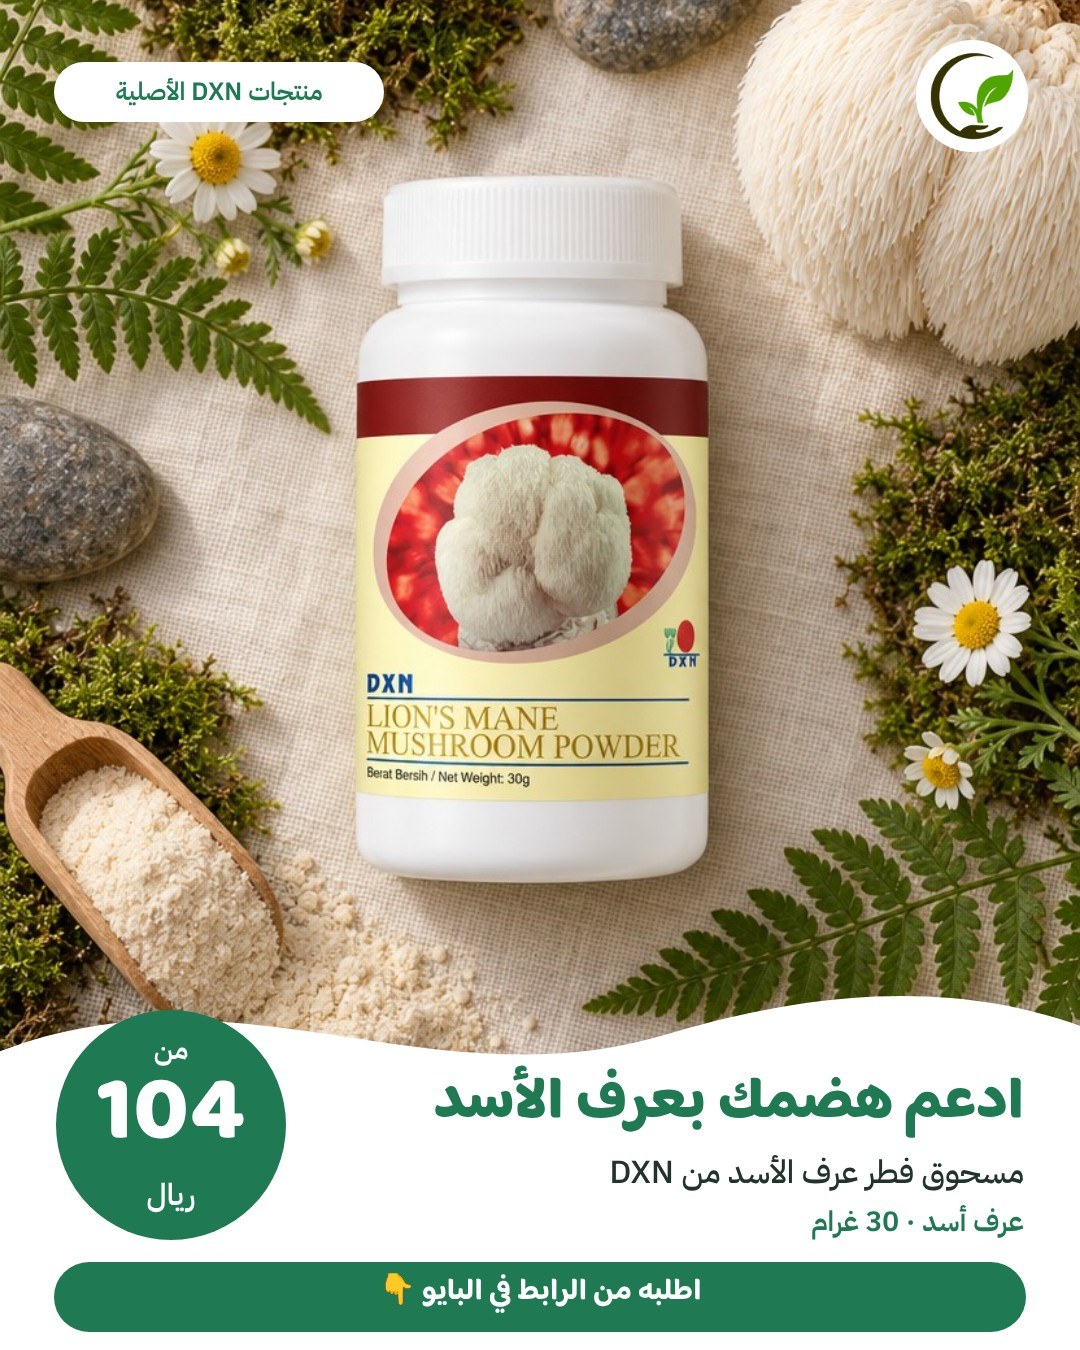 منتجات DXN الأصلية
DXN
DXN
LION'S MANE
MUSHROOM POWDER
Berat Bersih / Net Weight: 30g
من
104
ريال
ادعم هضمك بعرف الأسد
مسحوق فطر عرف الأسد من DXN
عرف أسد · 30 غرام
اطلبه من الرابط في البايو 👇